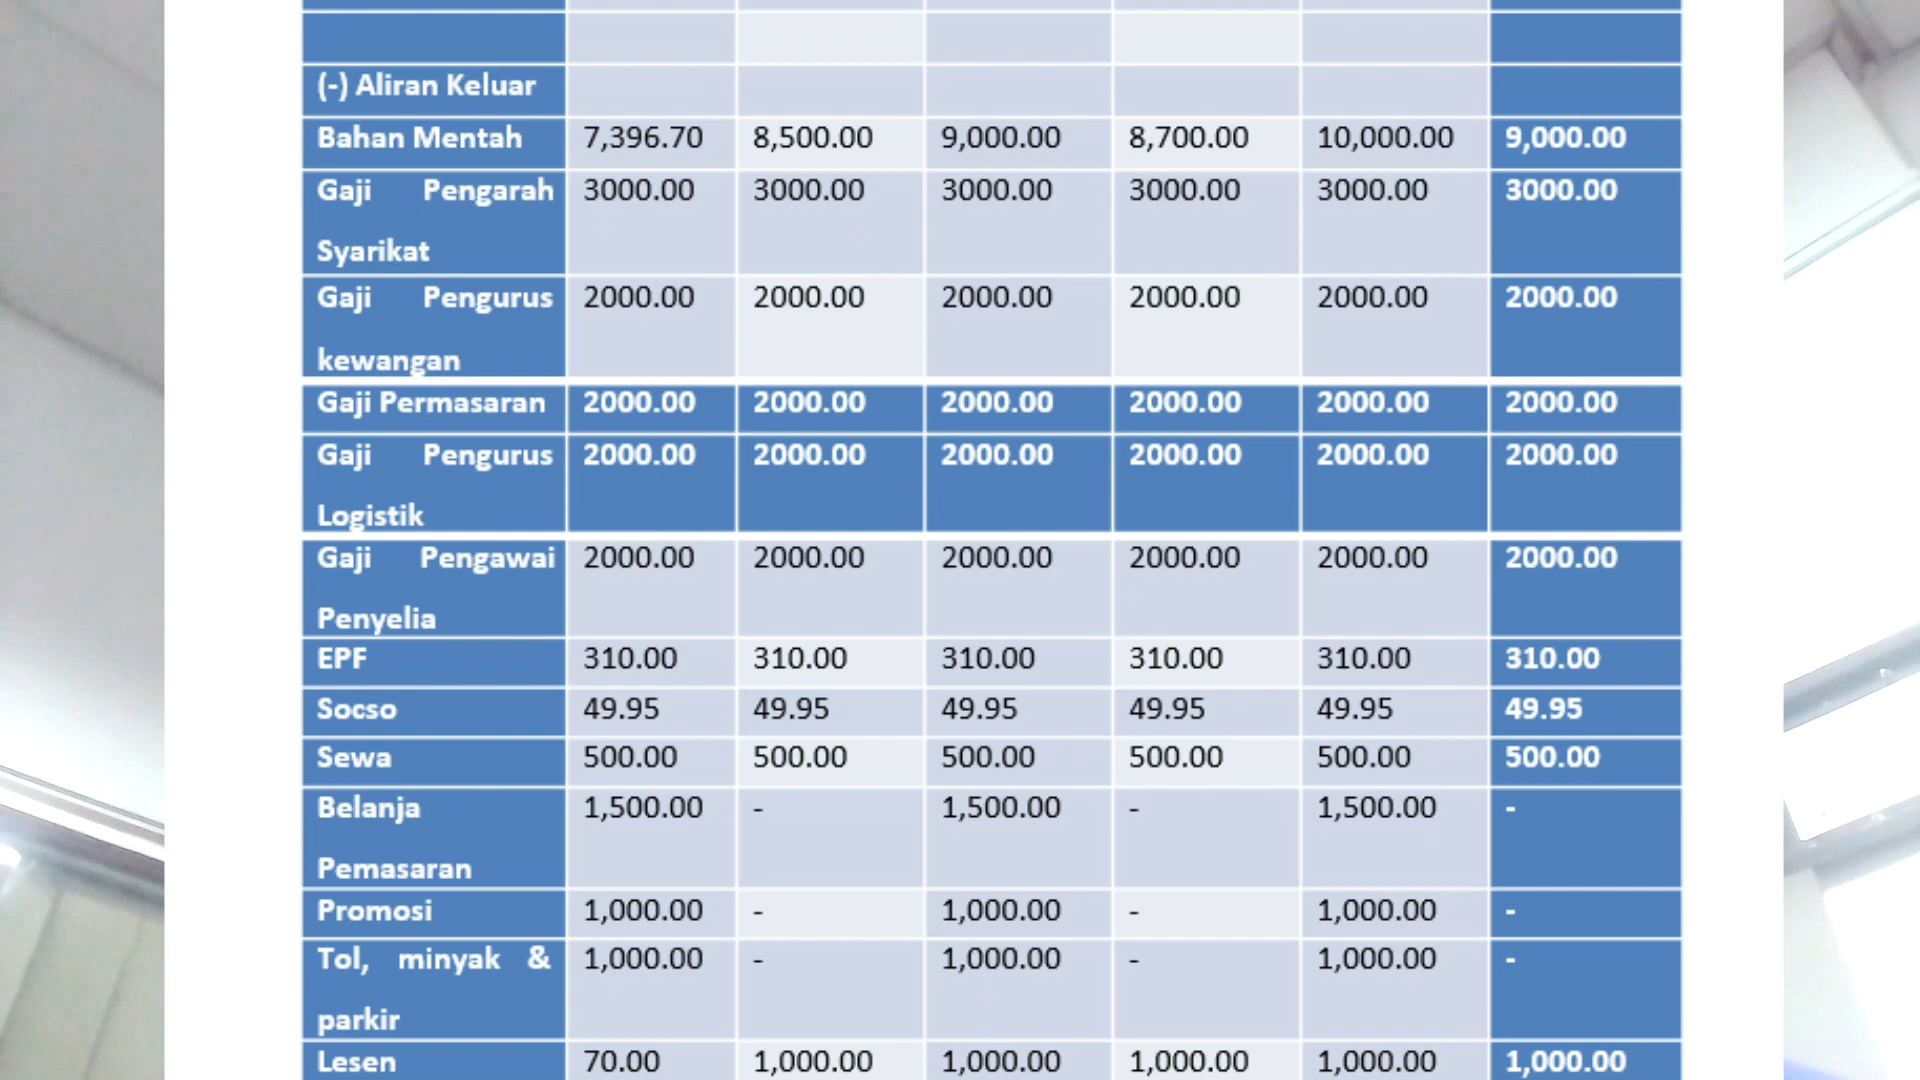 (-) Aliran Keluar
Bahan Mentah 7,396.70 8,500.00 9,000.00 8,700.00 10,000.00 9,000.00
Gaji Pengarah 3000.00 3000.00 3000.00 3000.00 3000.00 3000.00
Syarikat
Gaji Pengurus 2000.00 2000.00 2000.00 2000.00 2000.00 2000.00
kewangan
Gaji Permasaran 2000.00 2000.00 2000.00 2000.00 2000.00 2000.00
Gaji Pengurus 2000.00 2000.00 2000.00 2000.00 2000.00 2000.00
Logistik
Gaji Pengawai 2000.00 2000.00 2000.00 2000.00 2000.00 2000.00
Penyelia
EPF 310.00 310.00 310.00 310.00 310.00 310.00
Socso 49.95 49.95 49.95 49.95 49.95 49.95
Sewa 500.00 500.00 500.00 500.00 500.00 500.00
Belanja 1,500.00 - 1,500.00 - 1,500.00 -
Pemasaran
Promosi 1,000.00 - 1,000.00 - 1,000.00 -
Tol, minyak & 1,000.00 - 1,000.00 - 1,000.00 -
parkir
Lesen 70.00 1,000.00 1,000.00 1,000.00 1,000.00 1,000.00